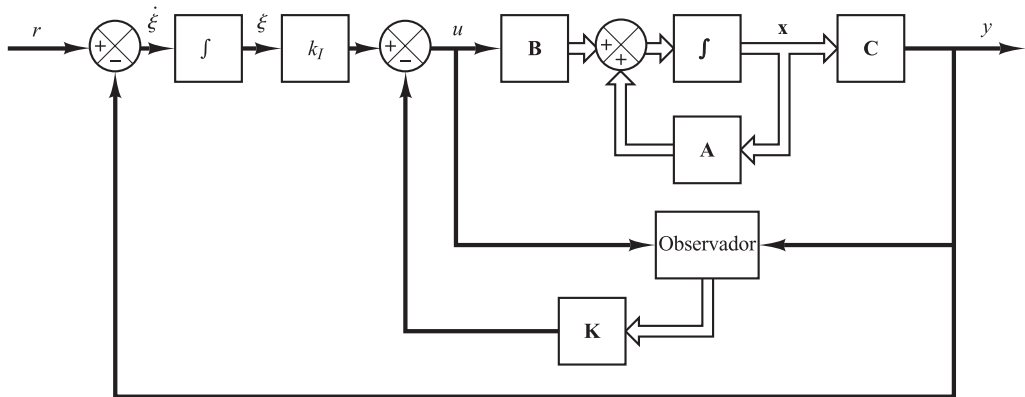 r
+
−
ξ̇
∫
ξ
k_I
+
−
u
B
+
+
∫
x
C
y
A
Observador
K